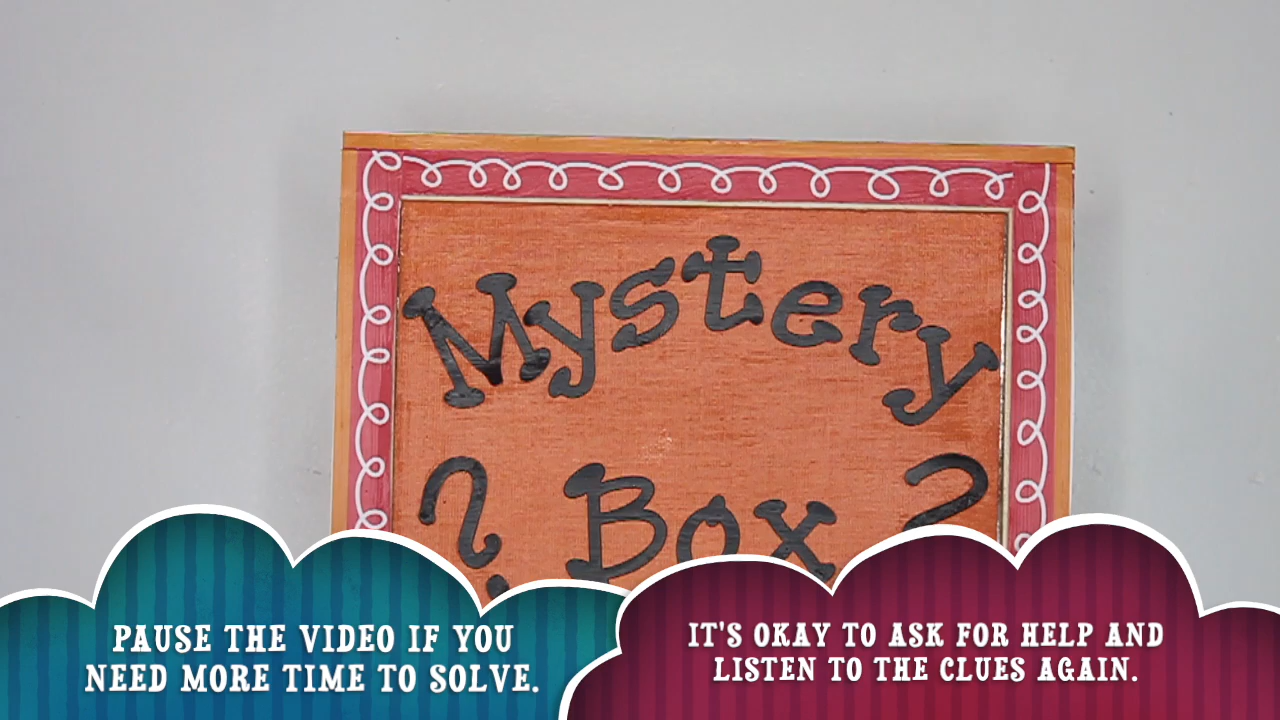 Mystery
? Box ?
PAUSE THE VIDEO IF YOU
NEED MORE TIME TO SOLVE.
IT'S OKAY TO ASK FOR HELP AND
LISTEN TO THE CLUES AGAIN.